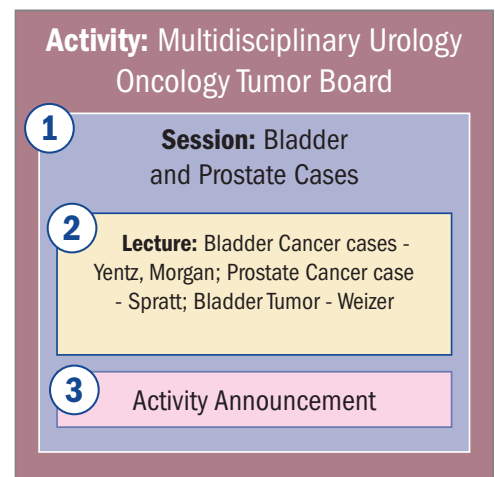 Activity: Multidisciplinary Urology
Oncology Tumor Board
1
Session: Bladder
and Prostate Cases
2
Lecture: Bladder Cancer cases -
Yentz, Morgan; Prostate Cancer case
- Spratt; Bladder Tumor - Weizer
3
Activity Announcement